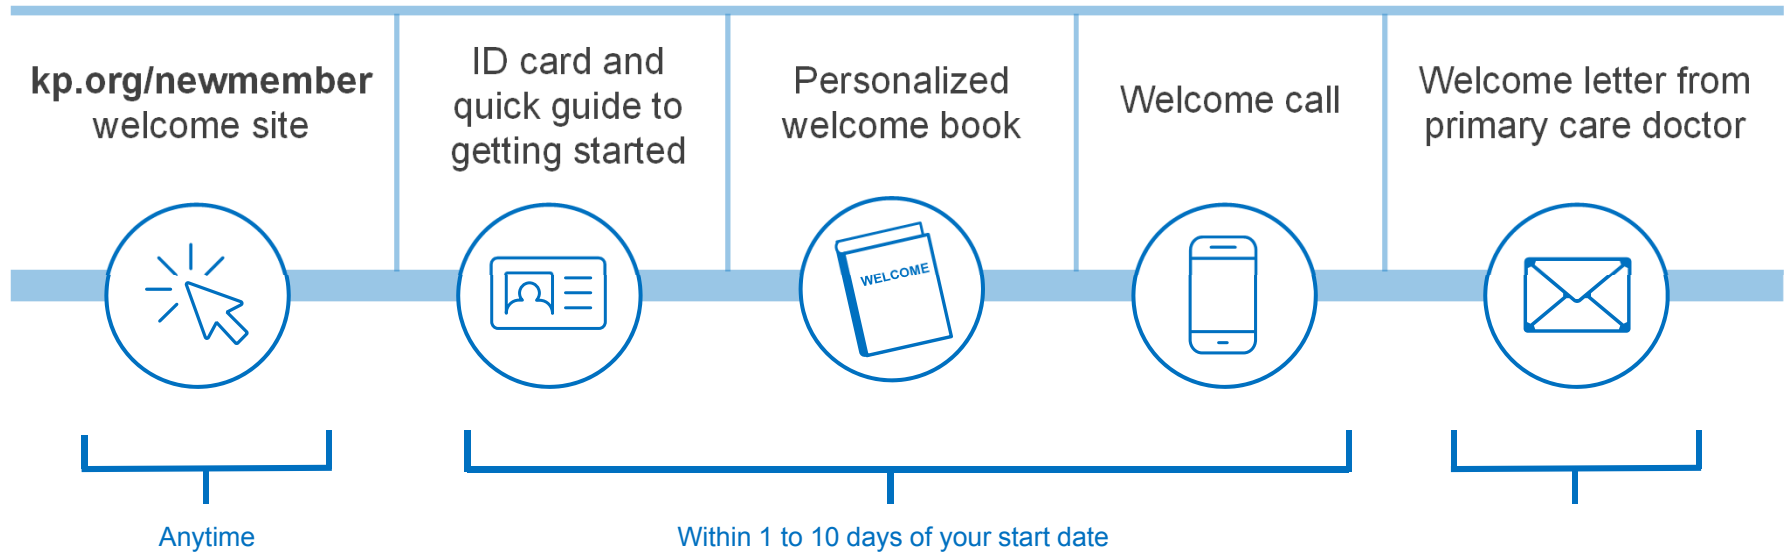 kp.org/newmember
welcome site
ID card and
quick guide to
getting started
Personalized
welcome book
Welcome call
Welcome letter from
primary care doctor
WELCOME
Anytime
Within 1 to 10 days of your start date